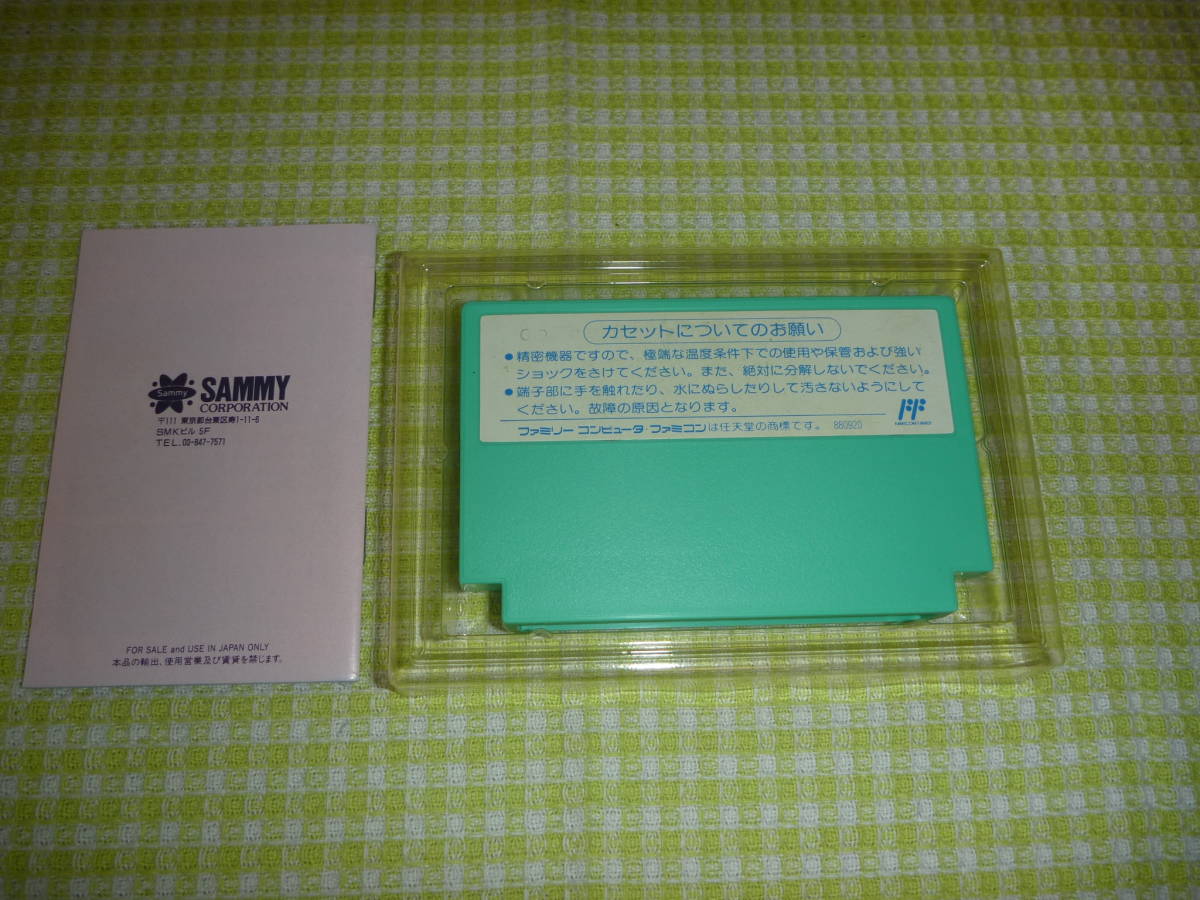 Sammy
SAMMY
CORPORATION
〒111 東京都台東区寿1-11-6
SMKビル 5F
TEL. 03-847-7571
FOR SALE and USE IN JAPAN ONLY
本品の輸出、使用営業及び賃貸を禁じます。
カセットについてのお願い
●精密機器ですので、極端な温度条件下での使用や保管および強い
ショックをさけてください。また、絶対に分解しないでください。
●端子部に手を触れたり、水にぬらしたりして汚さないようにして
ください。故障の原因となります。
ファミリー コンピュータ・ファミコンは任天堂の商標です。 880920
FAMICOM FAMILY